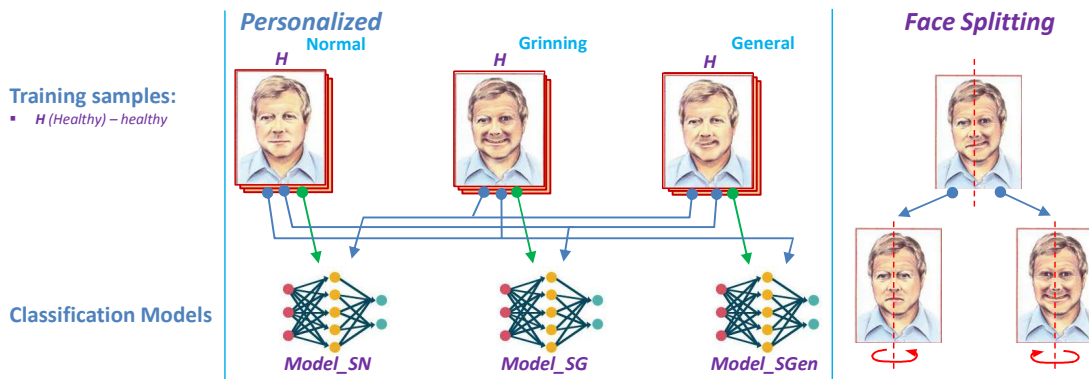 Personalized
Face Splitting
Normal
Grinning
General
H
H
H
Training samples:
▪ H (Healthy) – healthy
Classification Models
Model_SN
Model_SG
Model_SGen